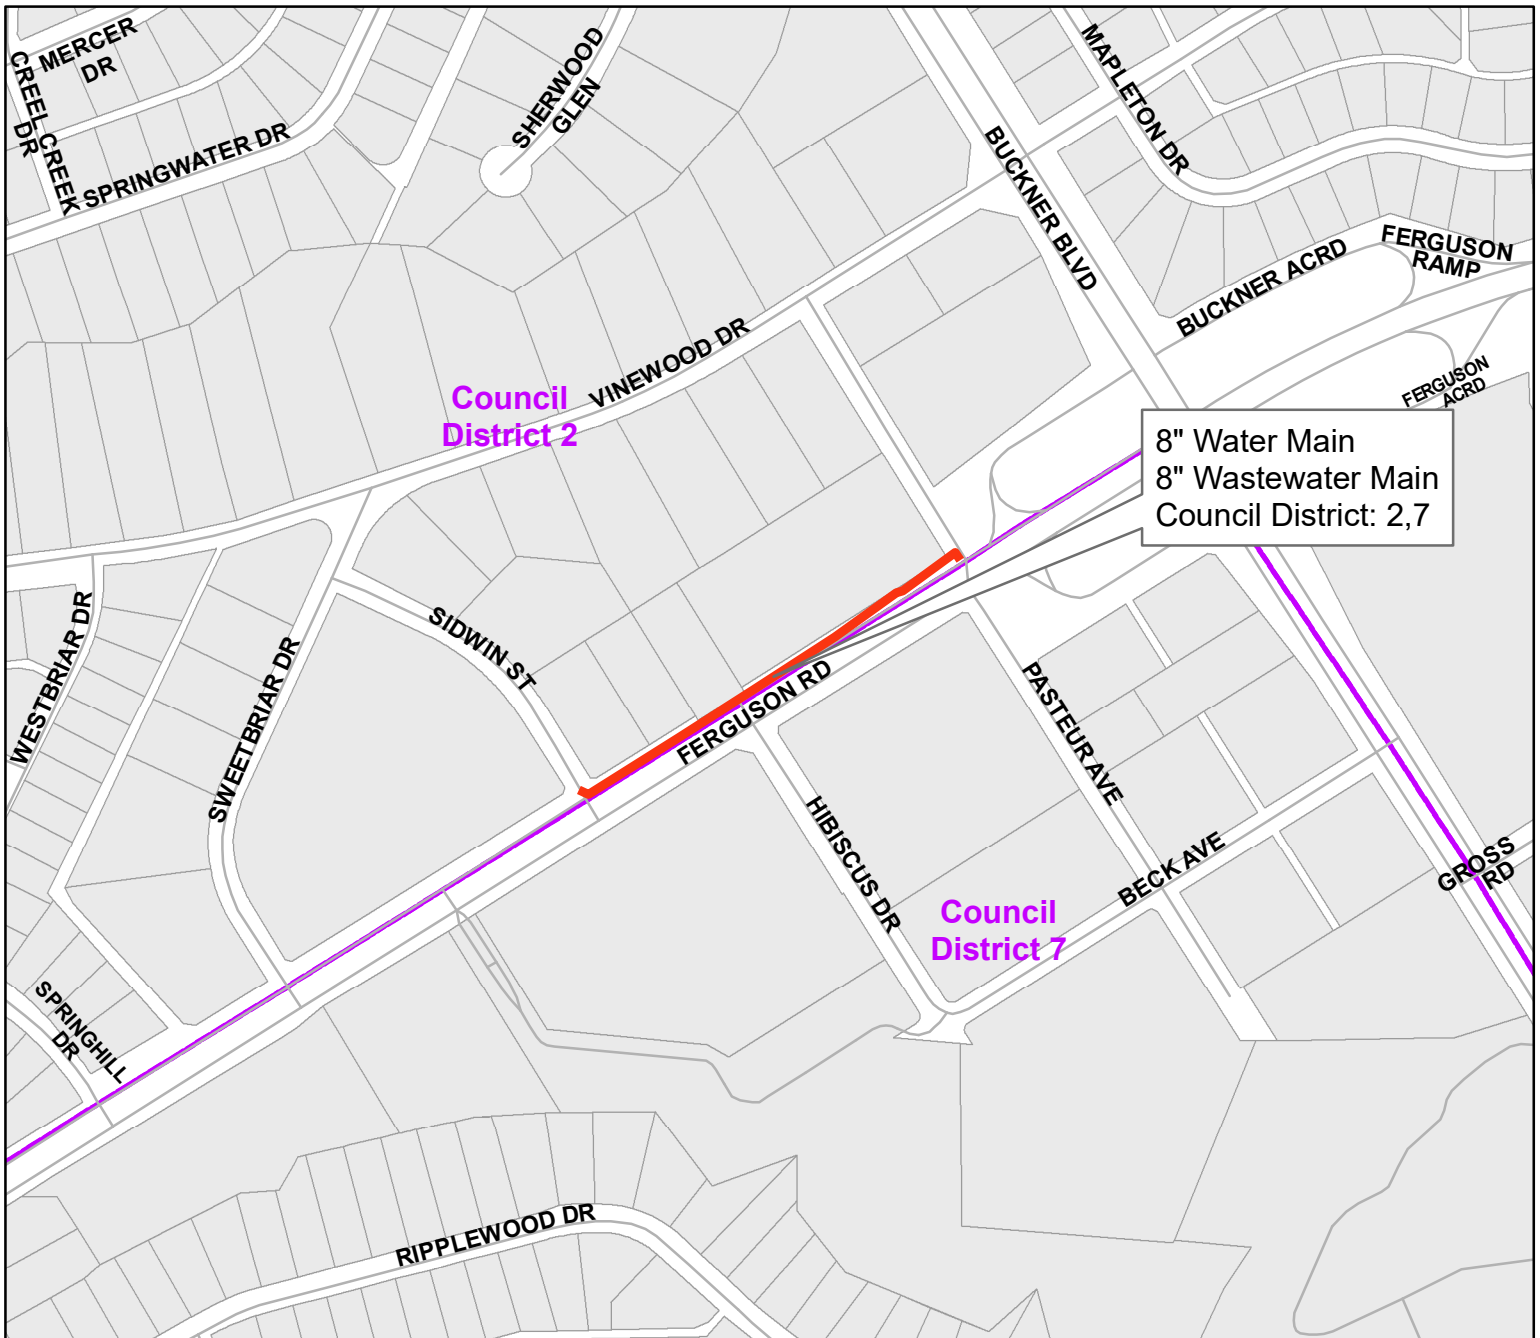 MERCER
DR
CREEL CREEK
DR
SPRINGWATER DR
SHERWOOD
GLEN
MAPLETON DR
BUCKNER BLVD
BUCKNER ACRD
FERGUSON
RAMP
FERGUSON
ACRD
VINEWOOD DR
Council
District 2
8" Water Main
8" Wastewater Main
Council District: 2,7
WESTBRIAR DR
SWEETBRIAR DR
SIDWIN ST
FERGUSON RD
PASTEUR AVE
HIBISCUS DR
BECK AVE
GROSS
RD
Council
District 7
SPRINGHILL
DR
RIPPLEWOOD DR